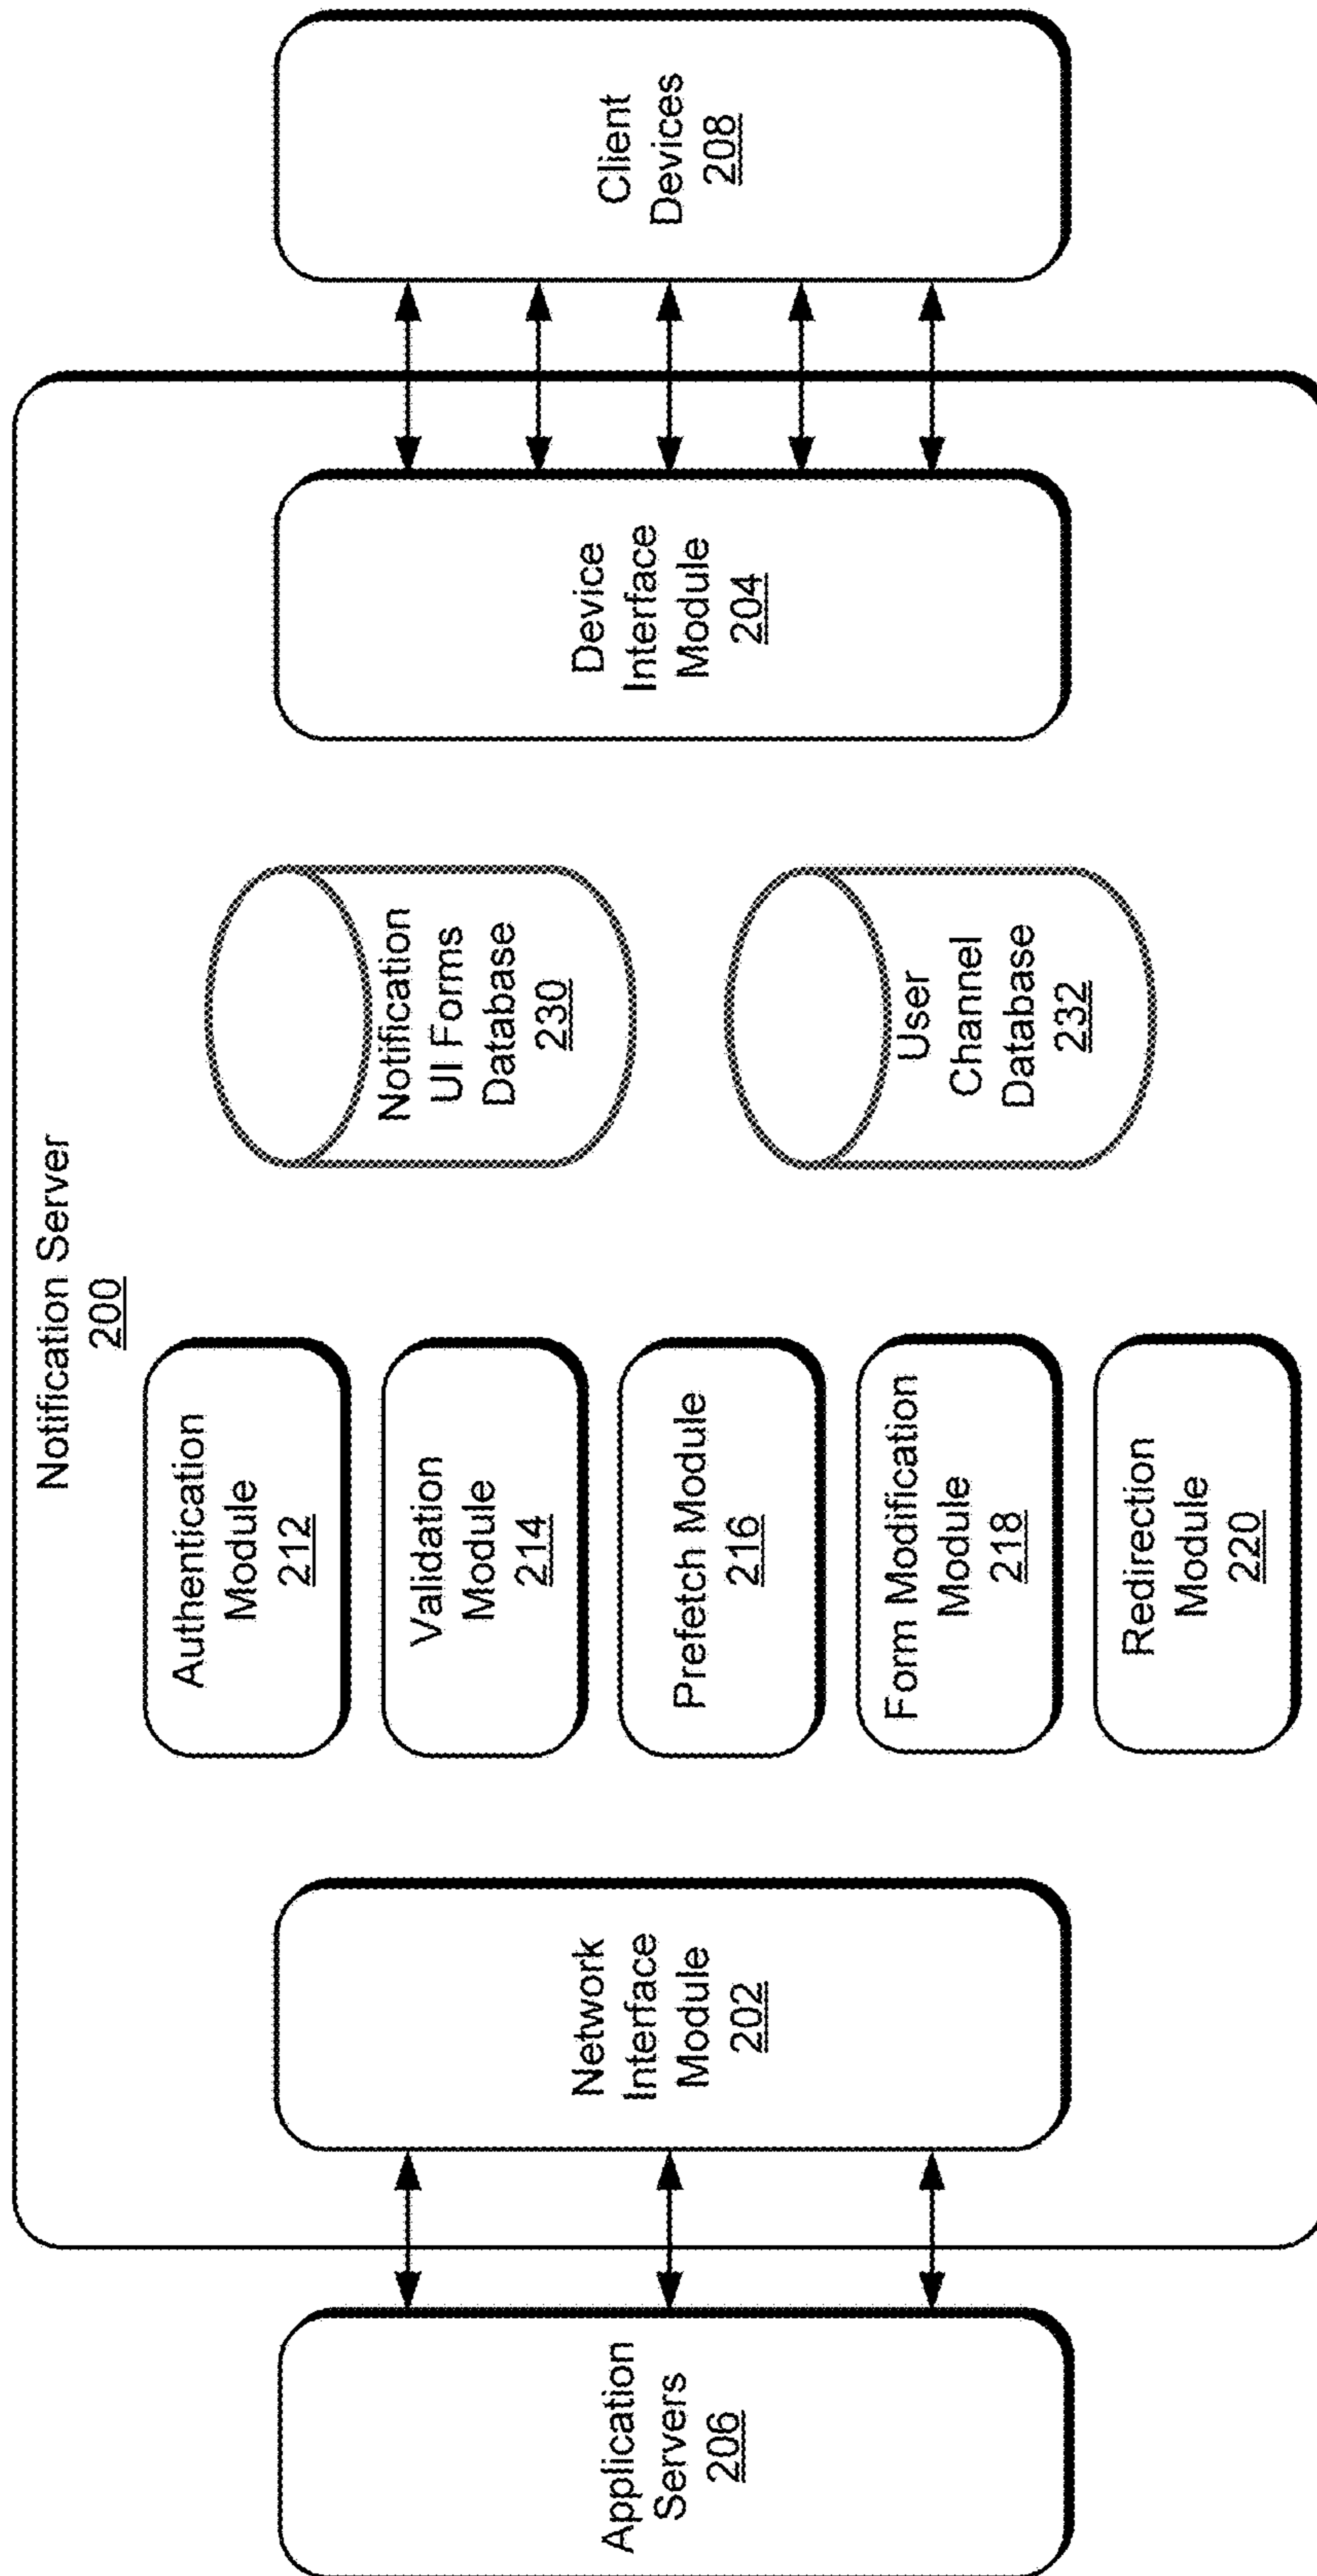 Notification Server
200
Application
Servers
206
Network
Interface
Module
202
Authentication
Module
212
Validation
Module
214
Prefetch Module
216
Form Modification
Module
218
Redirection
Module
220
Notification
UI Forms
Database
230
User
Channel
Database
232
Device
Interface
Module
204
Client
Devices
208